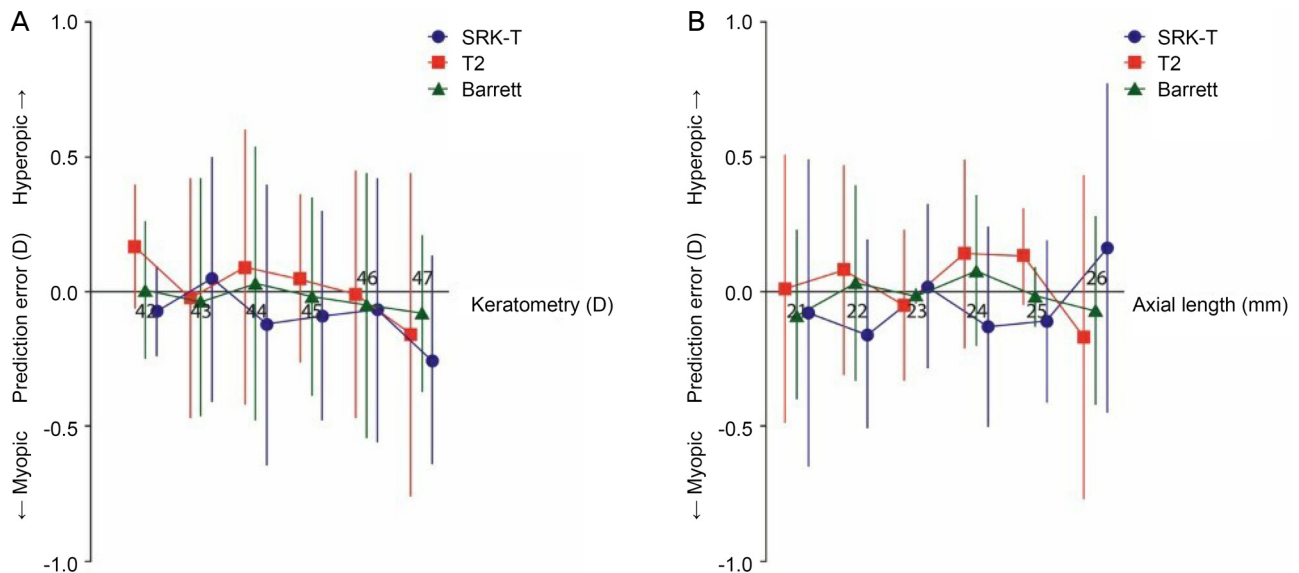 A
1.0
0.5
0.0
-0.5
-1.0
← Myopic Prediction error (D) Hyperopic →
SRK-T
T2
Barrett
42
43
44
45
46
47
Keratometry (D)
B
1.0
0.5
0.0
-0.5
-1.0
← Myopic Prediction error (D) Hyperopic →
SRK-T
T2
Barrett
21
22
23
24
25
26
Axial length (mm)